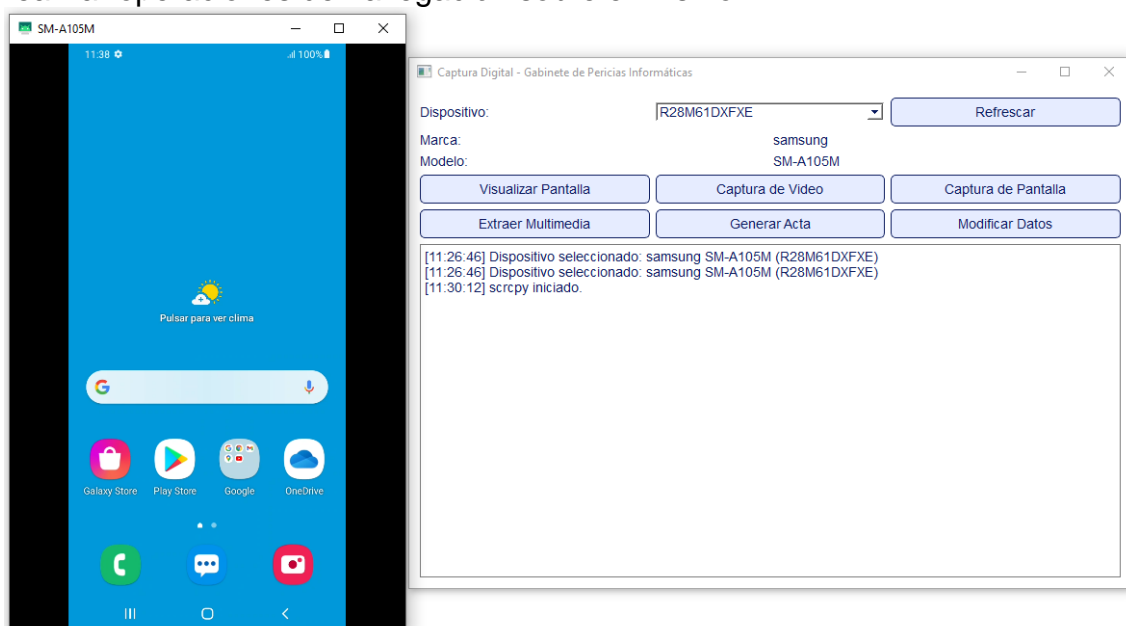 SM-A105M
11:38
100%
Pulsar para ver clima
Galaxy Store
Play Store
Google
OneDrive
Captura Digital - Gabinete de Pericias Informáticas
Dispositivo:
R28M61DXFXE
Refrescar
Marca:
samsung
Modelo:
SM-A105M
Visualizar Pantalla
Captura de Video
Captura de Pantalla
Extraer Multimedia
Generar Acta
Modificar Datos
[11:26:46] Dispositivo seleccionado: samsung SM-A105M (R28M61DXFXE)
[11:26:46] Dispositivo seleccionado: samsung SM-A105M (R28M61DXFXE)
[11:30:12] scrcpy iniciado.